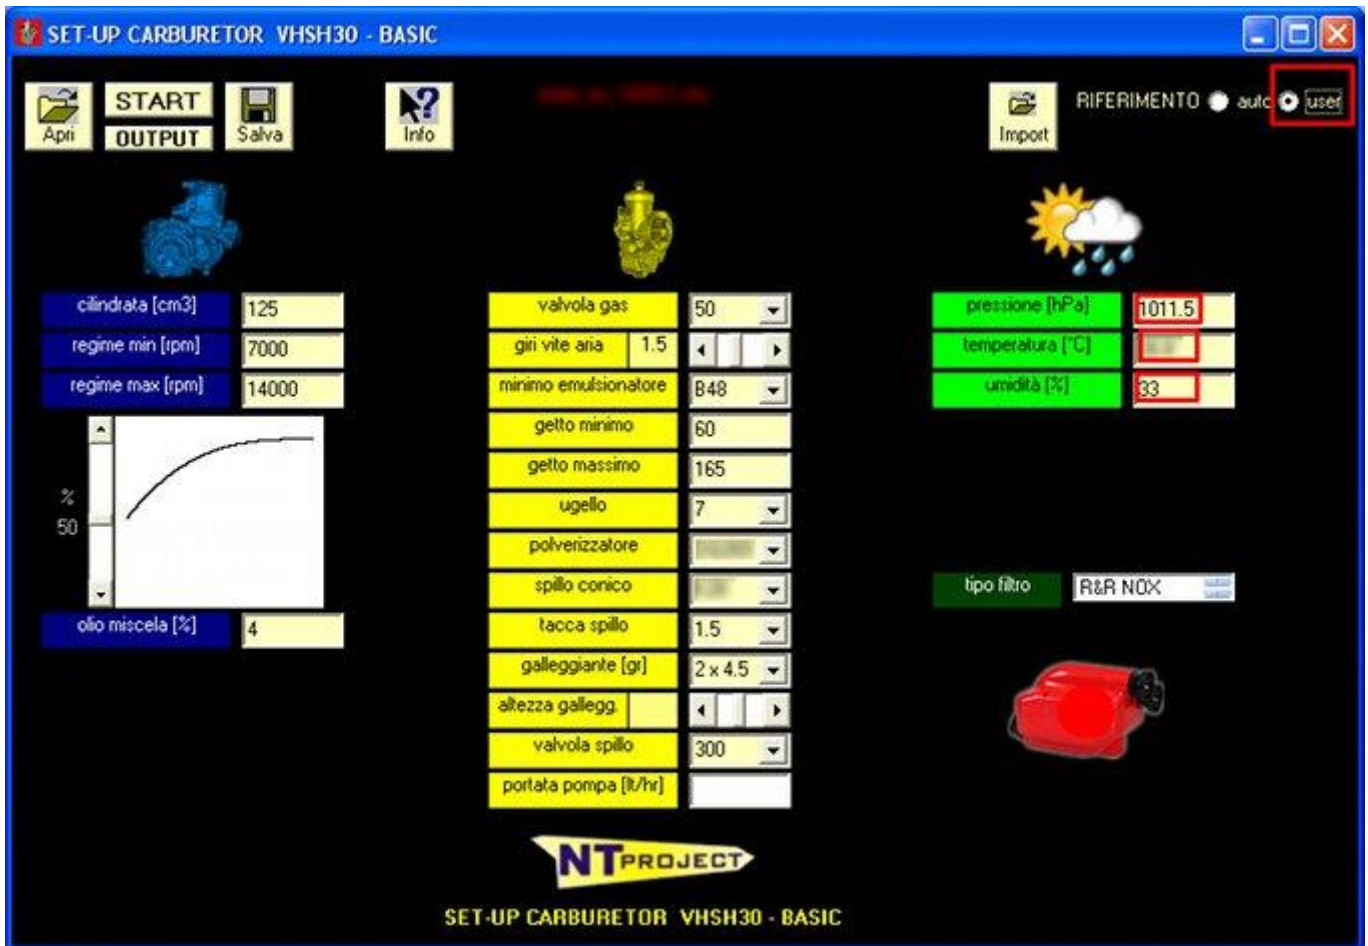 SET-UP CARBURETOR VHSH30 - BASIC
Apri
START
OUTPUT
Salva
Info
Import
RIFERIMENTO auto user
cilindrata [cm3] 125
regime min [rpm] 7000
regime max [rpm] 14000
%
50
olio miscela [%] 4
valvola gas 50
giri vite aria 1.5
minimo emulsionatore B48
getto minimo 60
getto massimo 165
ugello 7
polverizzatore
spillo conico
tacca spillo 1.5
galleggiante [gr] 2 x 4.5
altezza gallegg.
valvola spillo 300
portata pompa [lt/hr]
pressione [hPa] 1011.5
temperatura [°C]
umidità [%] 33
tipo filtro R&R NOX
NT PROJECT
SET-UP CARBURETOR VHSH30 - BASIC